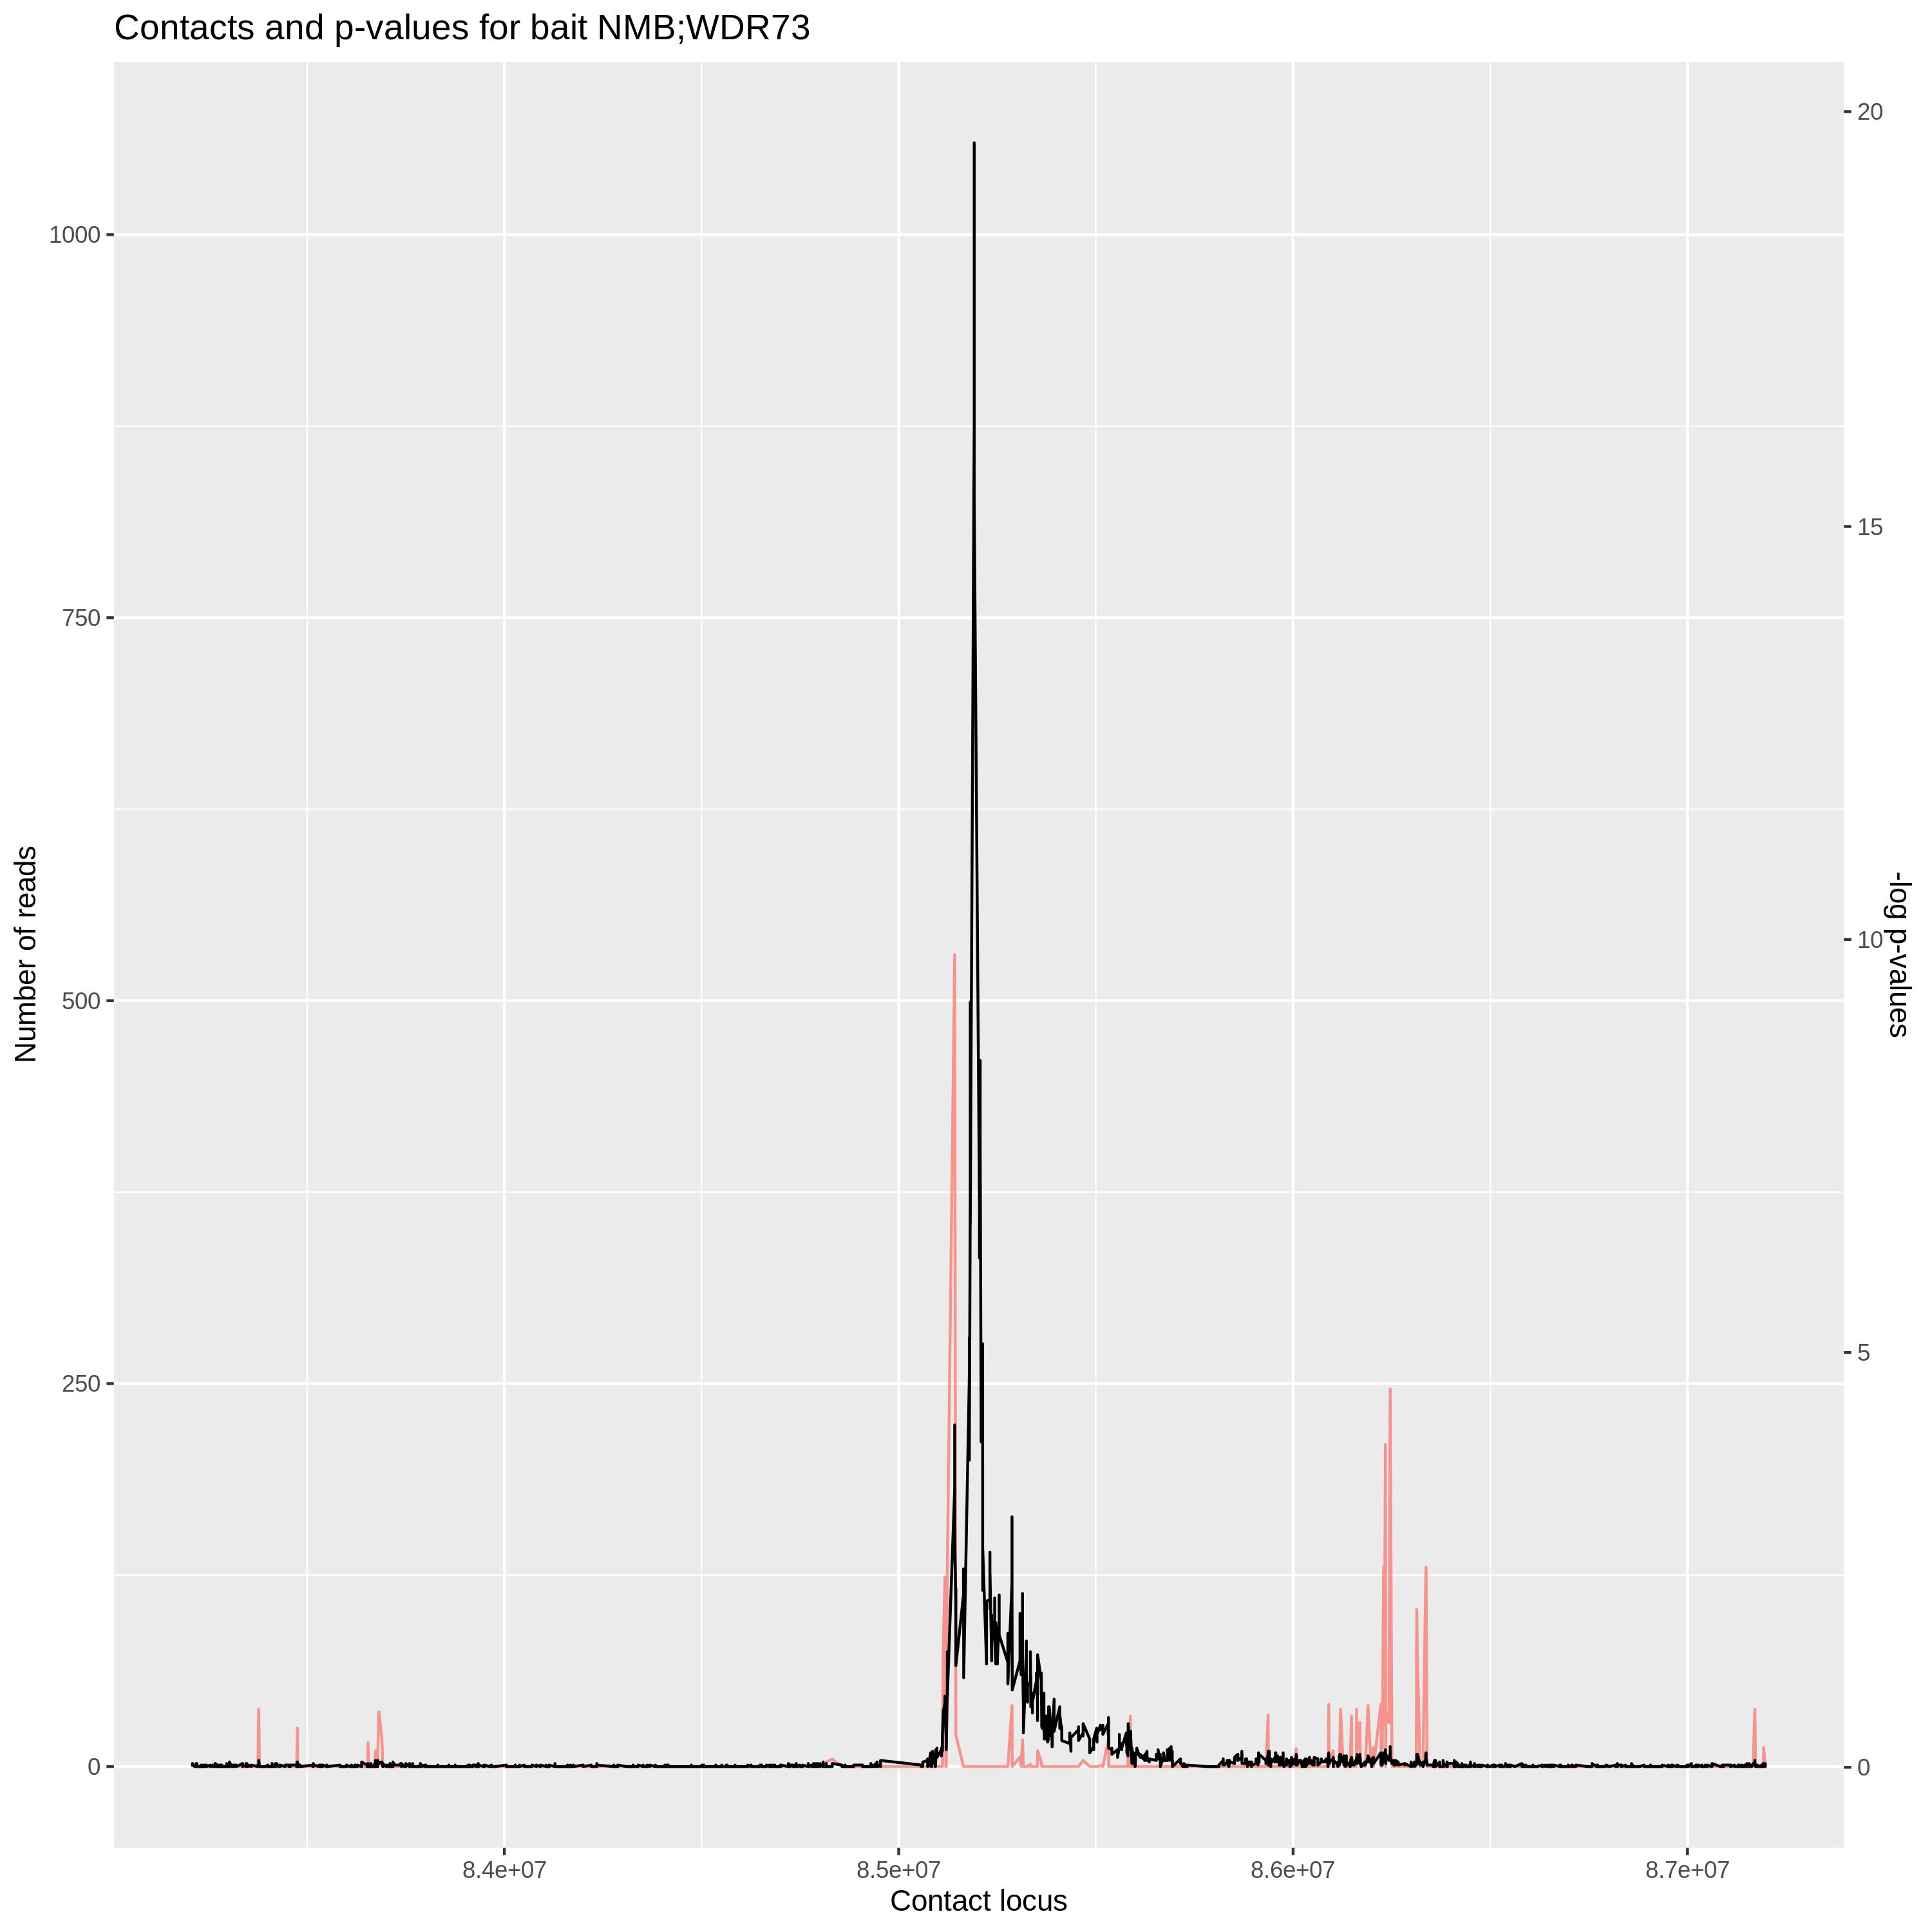 Contacts and p-values for bait NMB;WDR73
Number of reads
1000
750
500
250
0
20
15
10
5
0
-log p-values
8.4e+07 8.5e+07 8.6e+07 8.7e+07
Contact locus